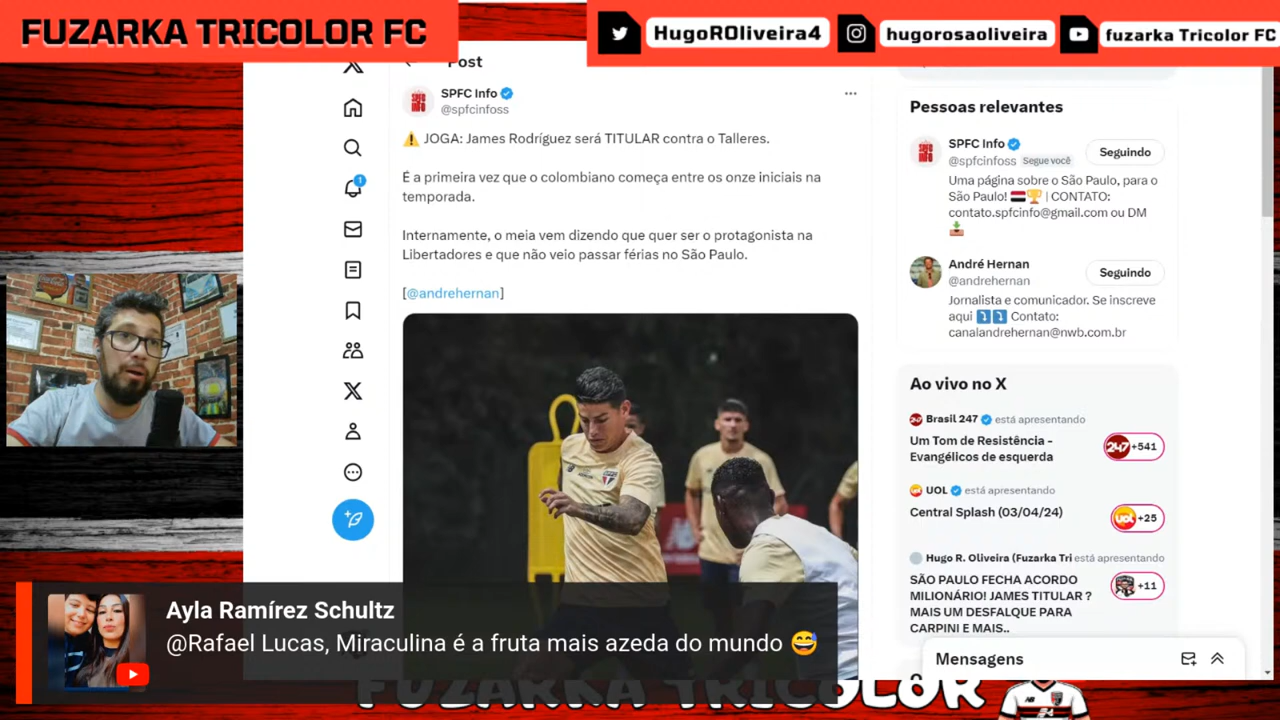 FUZARKA TRICOLOR FC
HugoROliveira4
hugorosaoliveira
fuzarka Tricolor FC
Post
SPFC Info
@spfcinfoss
⚠️ JOGA: James Rodríguez será TITULAR contra o Talleres.
É a primeira vez que o colombiano começa entre os onze iniciais na
temporada.
Internamente, o meia vem dizendo que quer ser o protagonista na
Libertadores e que não veio passar férias no São Paulo.
[@andrehernan]
Pessoas relevantes
SPFC Info
@spfcinfoss Segue você
Seguindo
Uma página sobre o São Paulo, para o
São Paulo! 🇾🇪🏆 | CONTATO:
contato.spfcinfo@gmail.com ou DM
📥
André Hernan
@andrehernan
Seguindo
Jornalista e comunicador. Se inscreve
aqui ⤵️⤵️ Contato:
canalandrehernan@nwb.com.br
Ao vivo no X
Brasil 247 está apresentando
Um Tom de Resistência -
Evangélicos de esquerda
247 +541
UOL está apresentando
Central Splash (03/04/24)
UOL +25
Hugo R. Oliveira (Fuzarka Tri está apresentando
SÃO PAULO FECHA ACORDO
MILIONÁRIO! JAMES TITULAR ?
MAIS UM DESFALQUE PARA
CARPINI E MAIS..
+11
Mensagens
Ayla Ramírez Schultz
@Rafael Lucas, Miraculina é a fruta mais azeda do mundo 😅
FUZARKA TRICOLOR